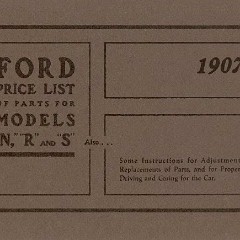 FORD
PRICE LIST
OF PARTS FOR
MODELS
N," "R" AND "S"
Also...
1907
Some Instructions for Adjustment
Replacements of Parts, and for Proper
Driving and Caring for the Car.